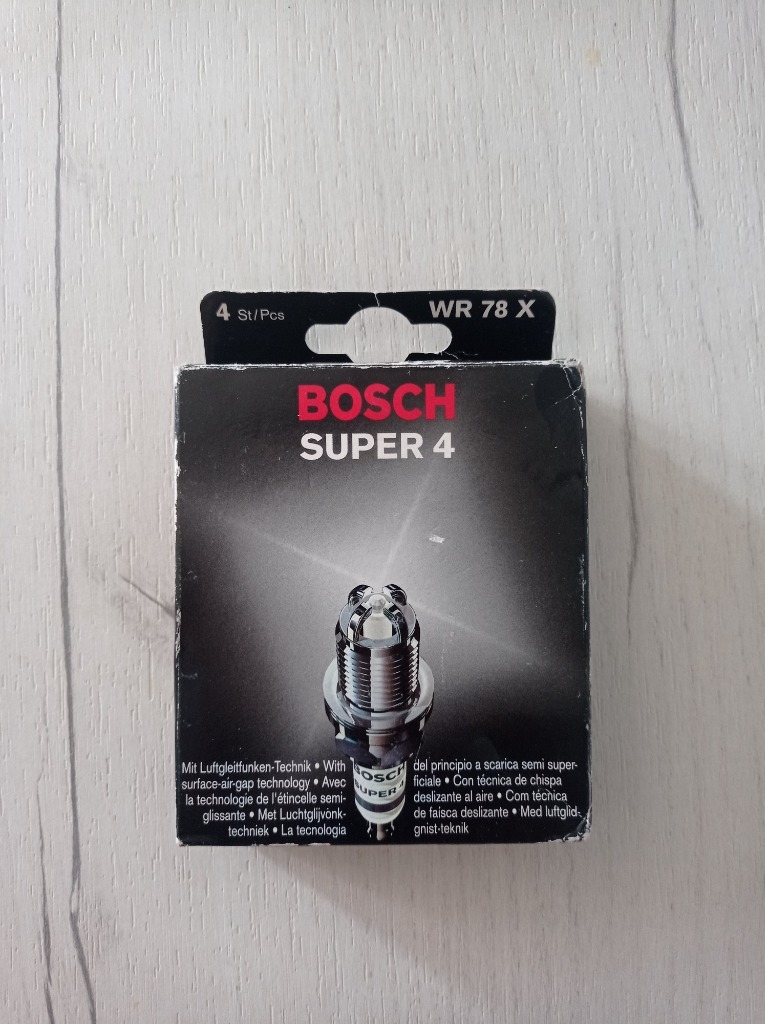 4 St/Pcs
WR 78 X
BOSCH
SUPER 4
Mit Luftgleitfunken-Technik • With
surface-air-gap technology • Avec
la technologie de l'étincelle semi-
glissante • Met Luchtglijvonk-
techniek • La tecnologia
del principio a scarica semi super-
ficiale • Con técnica de chispa
deslizante al aire • Com técnica
de faisca deslizante • Med luftglid-
gnist-teknik
BOSCH
SUPER 4